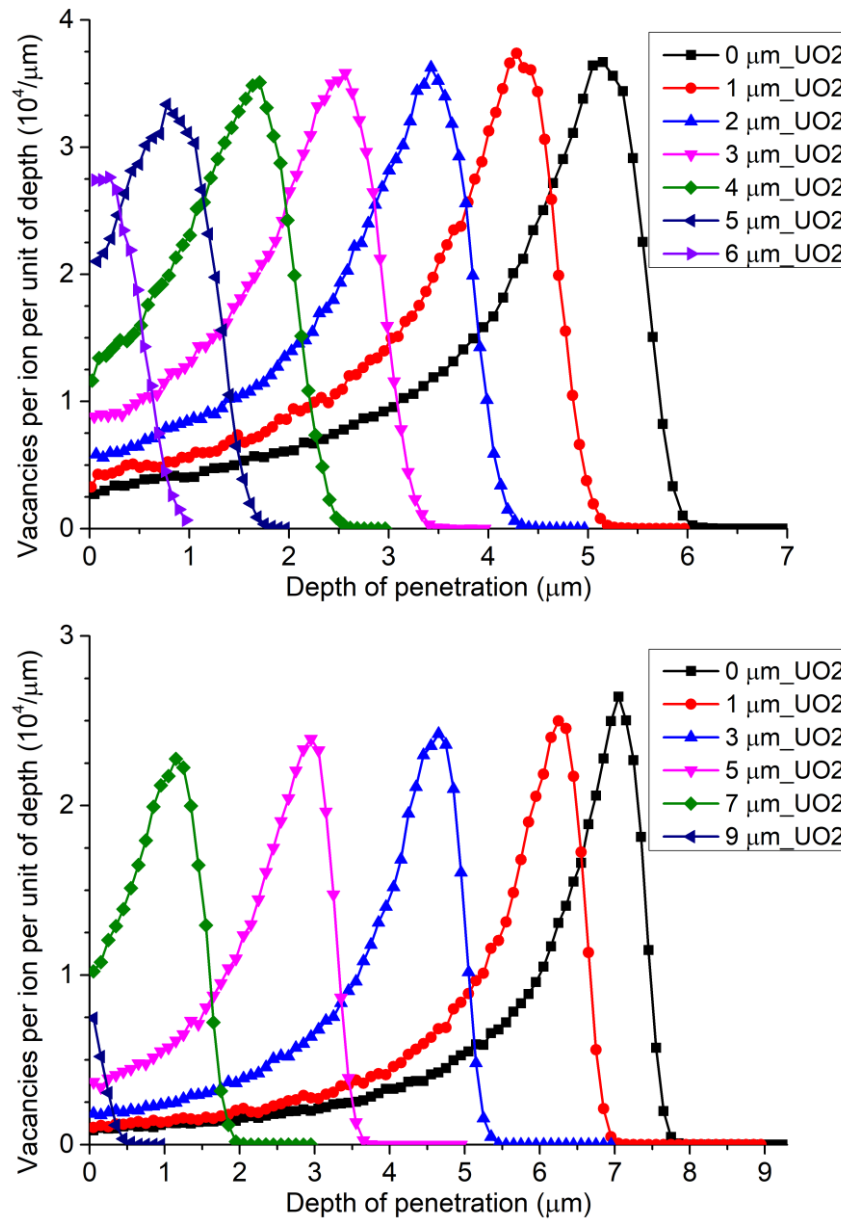 Vacancies per ion per unit of depth (10⁴/μm)
4
3
2
1
0
0 1 2 3 4 5 6 7
Depth of penetration (μm)
0 μm_UO2
1 μm_UO2
2 μm_UO2
3 μm_UO2
4 μm_UO2
5 μm_UO2
6 μm_UO2
Vacancies per ion per unit of depth (10⁴/μm)
3
2
1
0
0 1 2 3 4 5 6 7 8 9
Depth of penetration (μm)
0 μm_UO2
1 μm_UO2
3 μm_UO2
5 μm_UO2
7 μm_UO2
9 μm_UO2